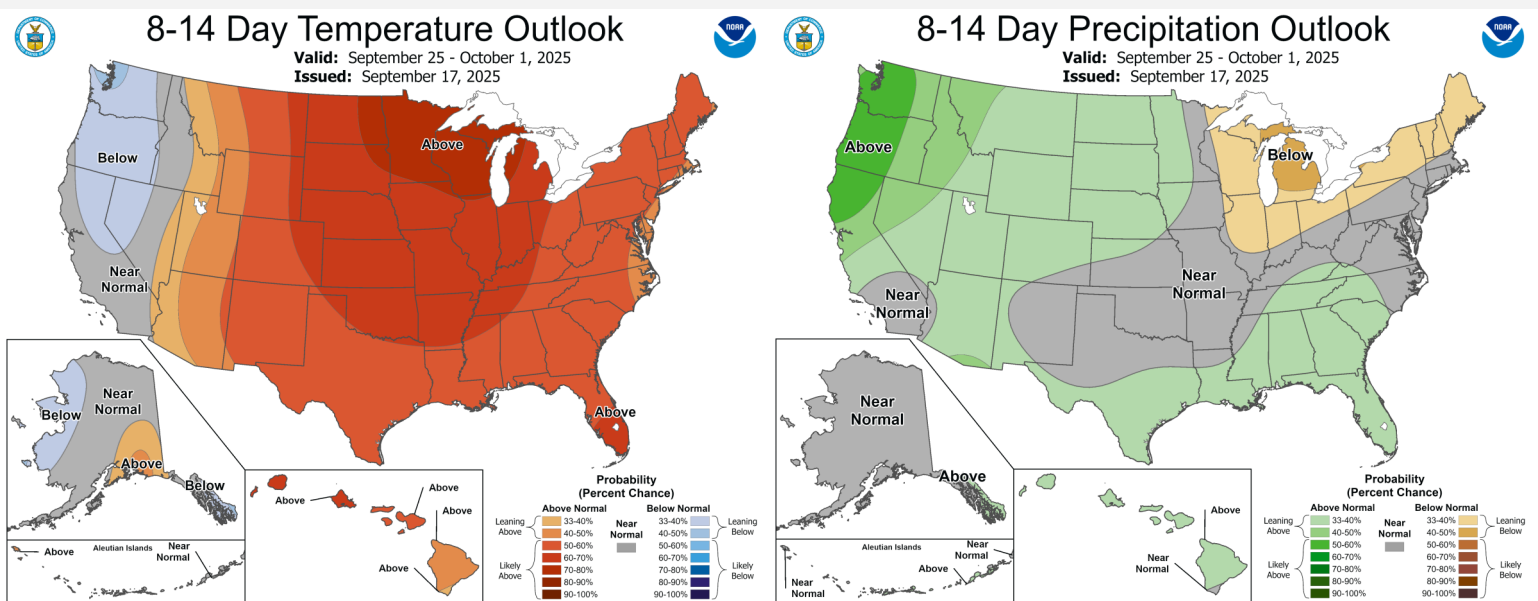 8-14 Day Temperature Outlook
Valid: September 25 - October 1, 2025
Issued: September 17, 2025
NOAA
Below
Near
Normal
Above
Above
Below
Near
Normal
Above
Below
Above
Aleutian Islands
Near
Normal
Above
Above
Above
Above
Probability
(Percent Chance)
Above Normal
Below Normal
Near
Normal
Leaning
Above
Likely
Above
33-40%
40-50%
50-60%
60-70%
70-80%
80-90%
90-100%
33-40%
40-50%
50-60%
60-70%
70-80%
80-90%
90-100%
Leaning
Below
Likely
Below
8-14 Day Precipitation Outlook
Valid: September 25 - October 1, 2025
Issued: September 17, 2025
NOAA
Above
Near
Normal
Below
Near
Normal
Near
Normal
Above
Aleutian Islands
Near
Normal
Above
Near
Normal
Above
Near
Normal
Probability
(Percent Chance)
Above Normal
Below Normal
Near
Normal
Leaning
Above
Likely
Above
33-40%
40-50%
50-60%
60-70%
70-80%
80-90%
90-100%
33-40%
40-50%
50-60%
60-70%
70-80%
80-90%
90-100%
Leaning
Below
Likely
Below